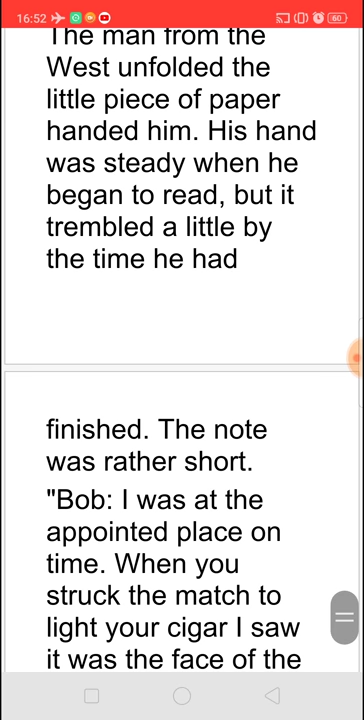 16:52
60
The man from the
West unfolded the
little piece of paper
handed him. His hand
was steady when he
began to read, but it
trembled a little by
the time he had
finished. The note
was rather short.
"Bob: I was at the
appointed place on
time. When you
struck the match to
light your cigar I saw
it was the face of the